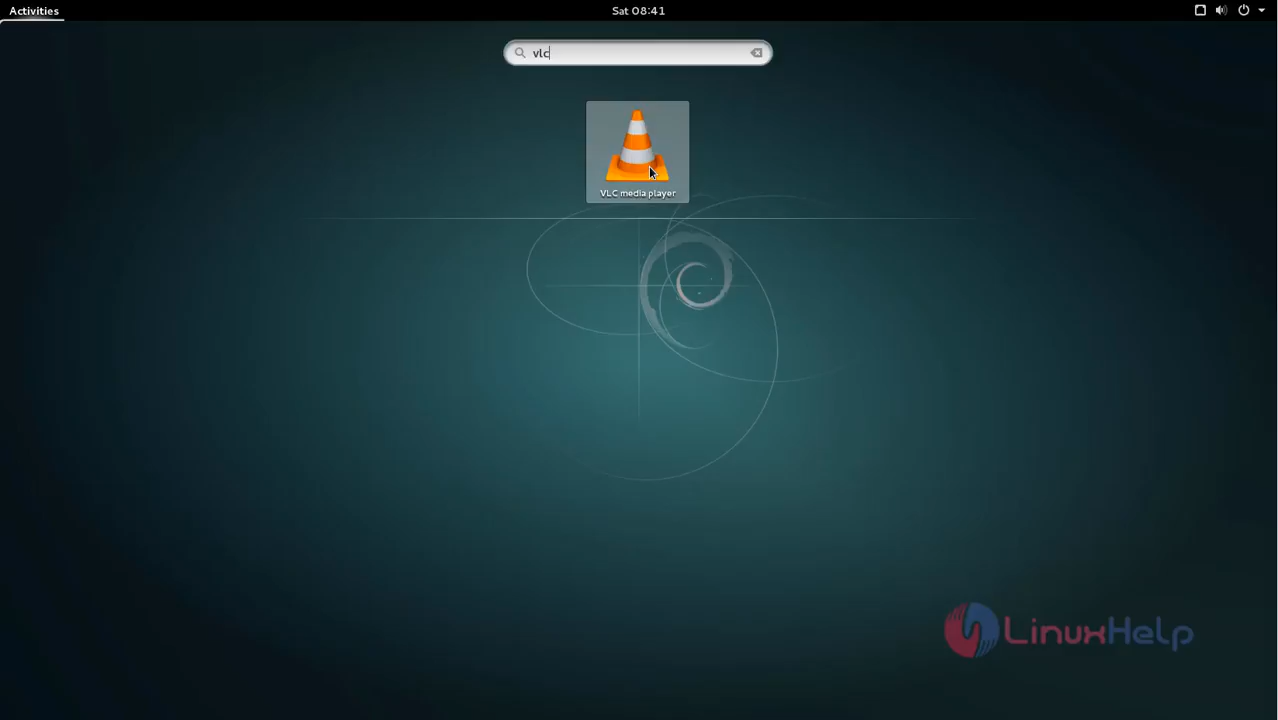 Activities
Sat 08:41
vlc
VLC media player
LinuxHelp